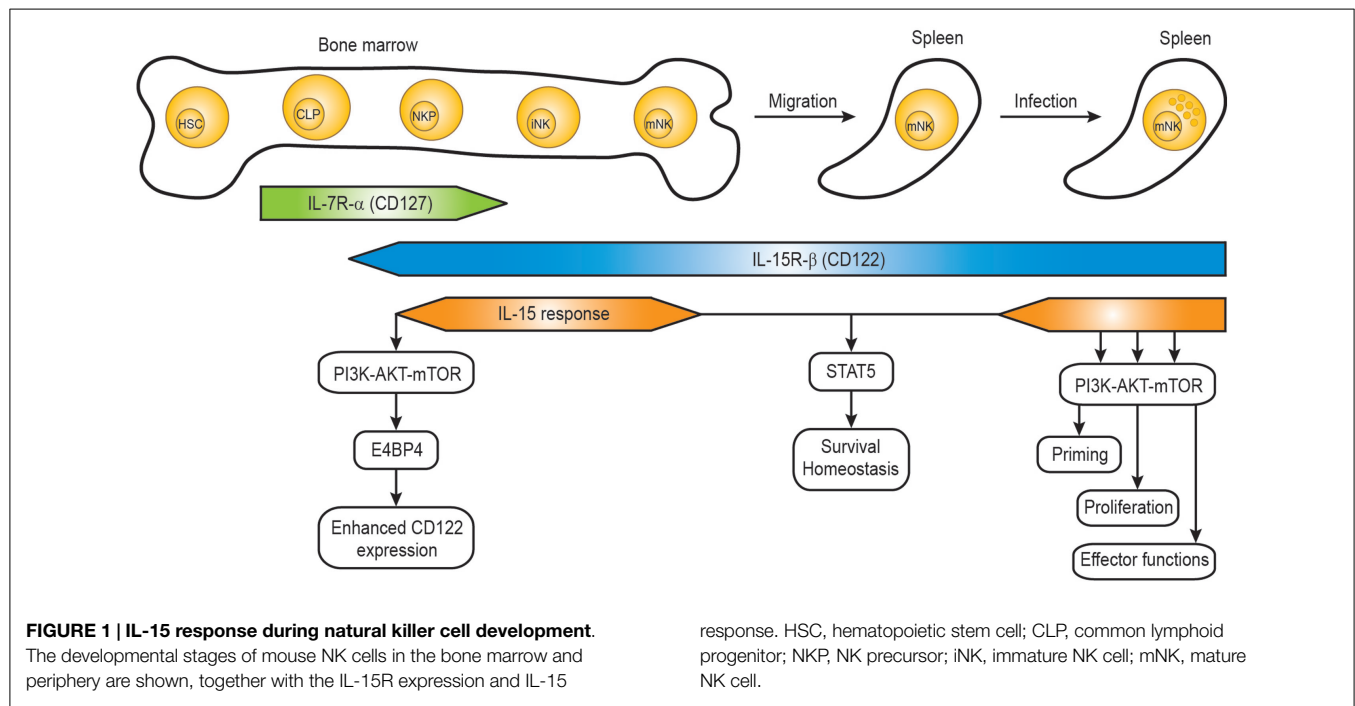 Bone marrow
Spleen
Spleen
HSC
CLP
NKP
iNK
mNK
Migration
mNK
Infection
mNK
IL-7R-α (CD127)
IL-15R-β (CD122)
IL-15 response
PI3K-AKT-mTOR
E4BP4
Enhanced CD122
expression
STAT5
Survival
Homeostasis
PI3K-AKT-mTOR
Priming
Proliferation
Effector functions
FIGURE 1 | IL-15 response during natural killer cell development.
The developmental stages of mouse NK cells in the bone marrow and
periphery are shown, together with the IL-15R expression and IL-15
response. HSC, hematopoietic stem cell; CLP, common lymphoid
progenitor; NKP, NK precursor; iNK, immature NK cell; mNK, mature
NK cell.